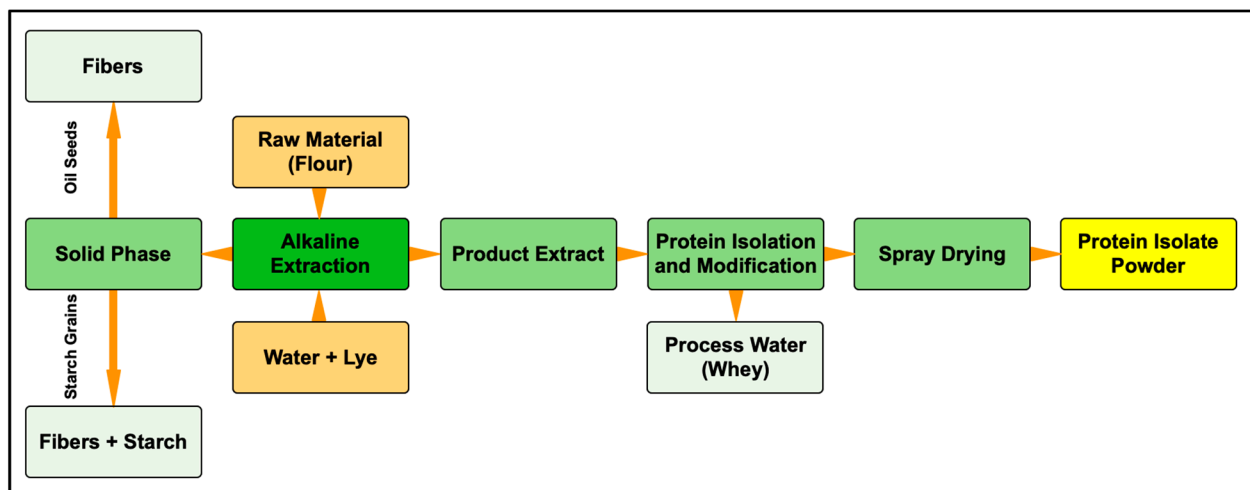 Fibers
Oil Seeds
Raw Material
(Flour)
Solid Phase
Alkaline
Extraction
Product Extract
Protein Isolation
and Modification
Spray Drying
Protein Isolate
Powder
Starch Grains
Water + Lye
Process Water
(Whey)
Fibers + Starch